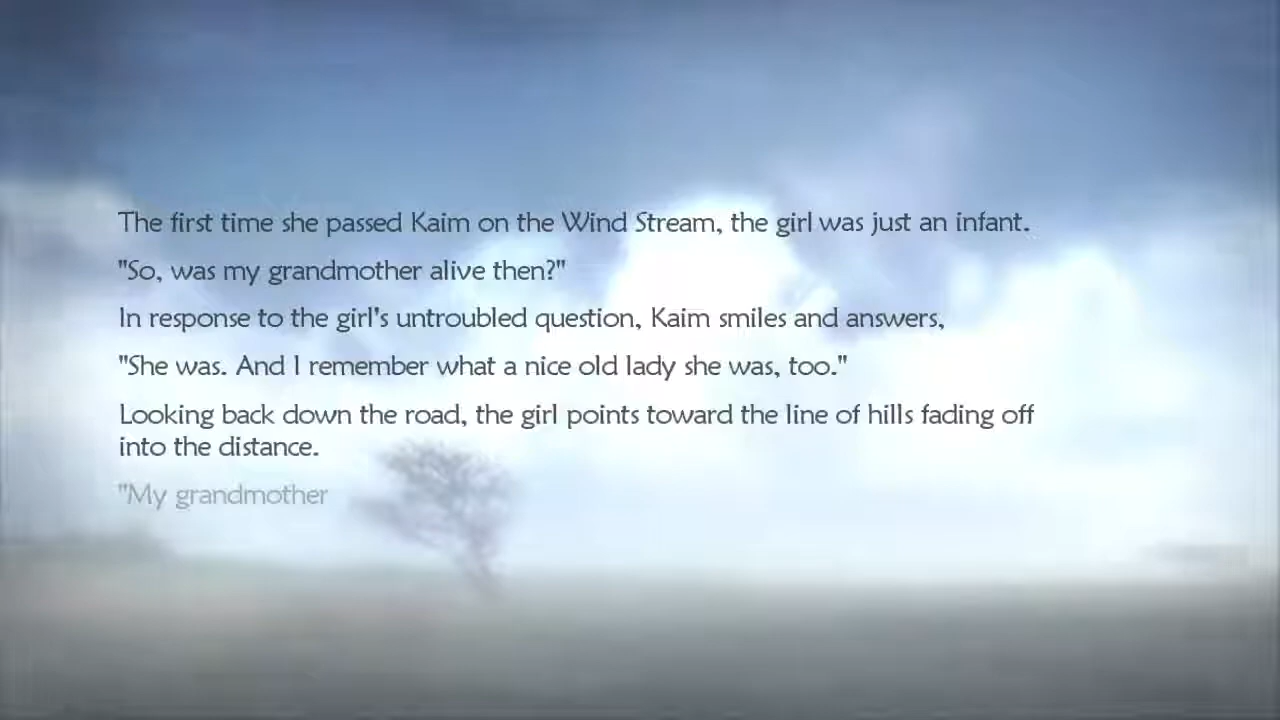 The first time she passed Kaim on the Wind Stream, the girl was just an infant.
"So, was my grandmother alive then?"
In response to the girl's untroubled question, Kaim smiles and answers,
"She was. And I remember what a nice old lady she was, too."
Looking back down the road, the girl points toward the line of hills fading off
into the distance.
"My grandmother